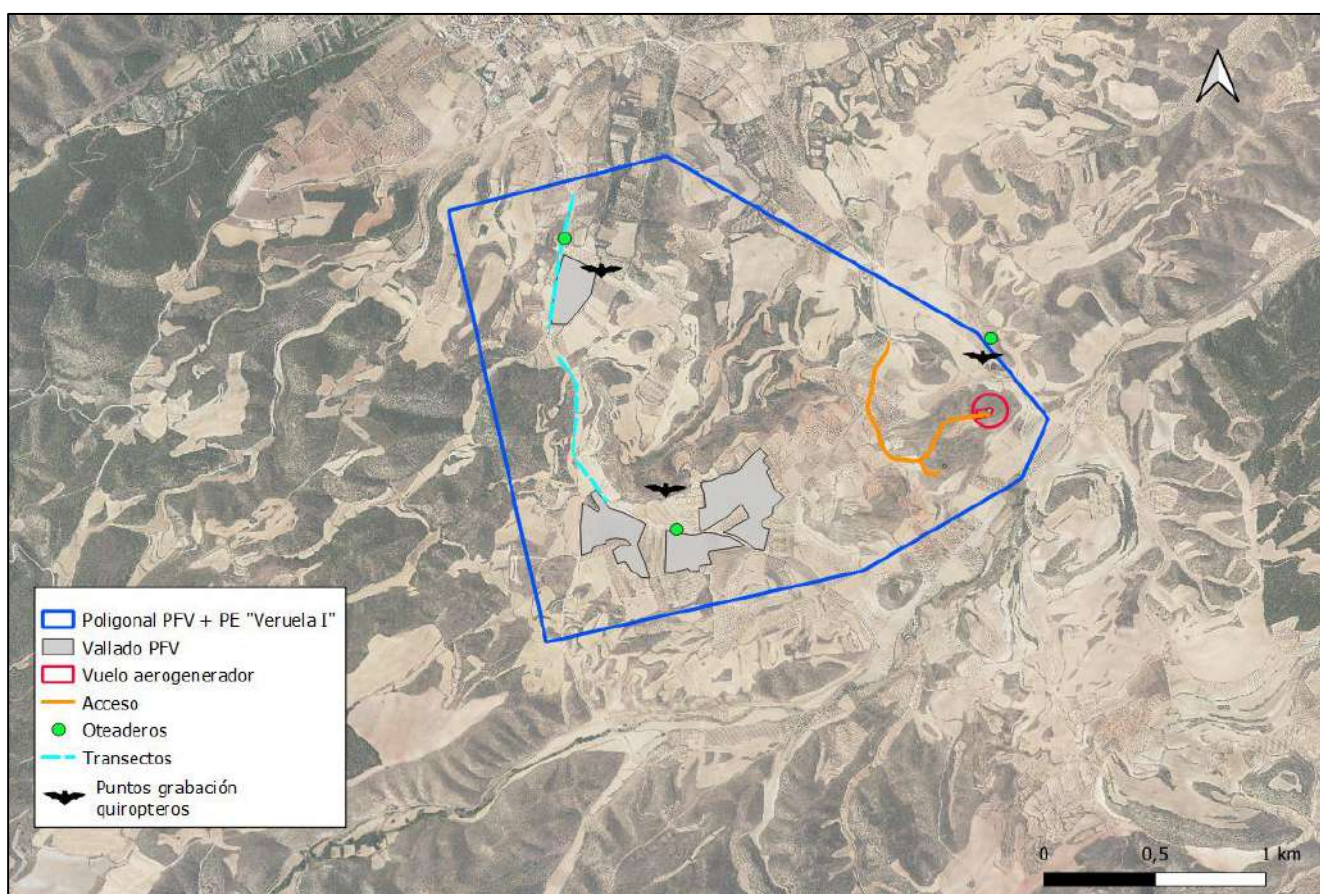 Poligonal PFV + PE "Veruela I"
Vallado PFV
Vuelo aerogenerador
Acceso
Oteaderos
Transectos
Puntos grabación
quiropteros
0 0,5 1 km